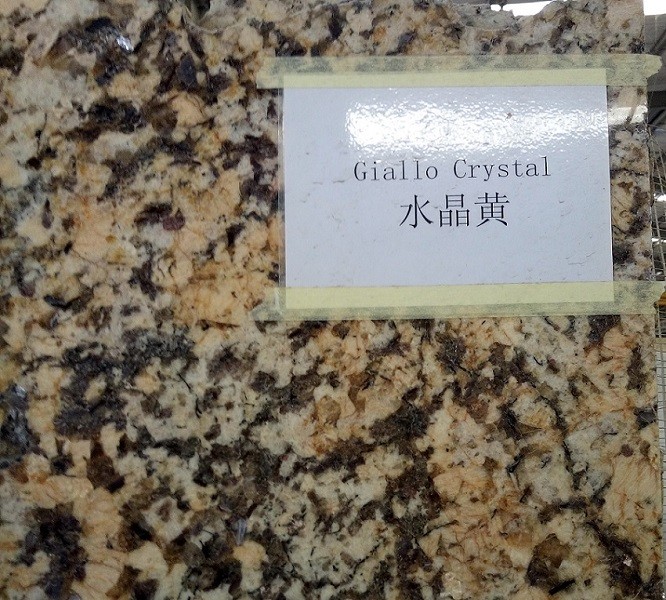 Giallo Crystal
水晶黄